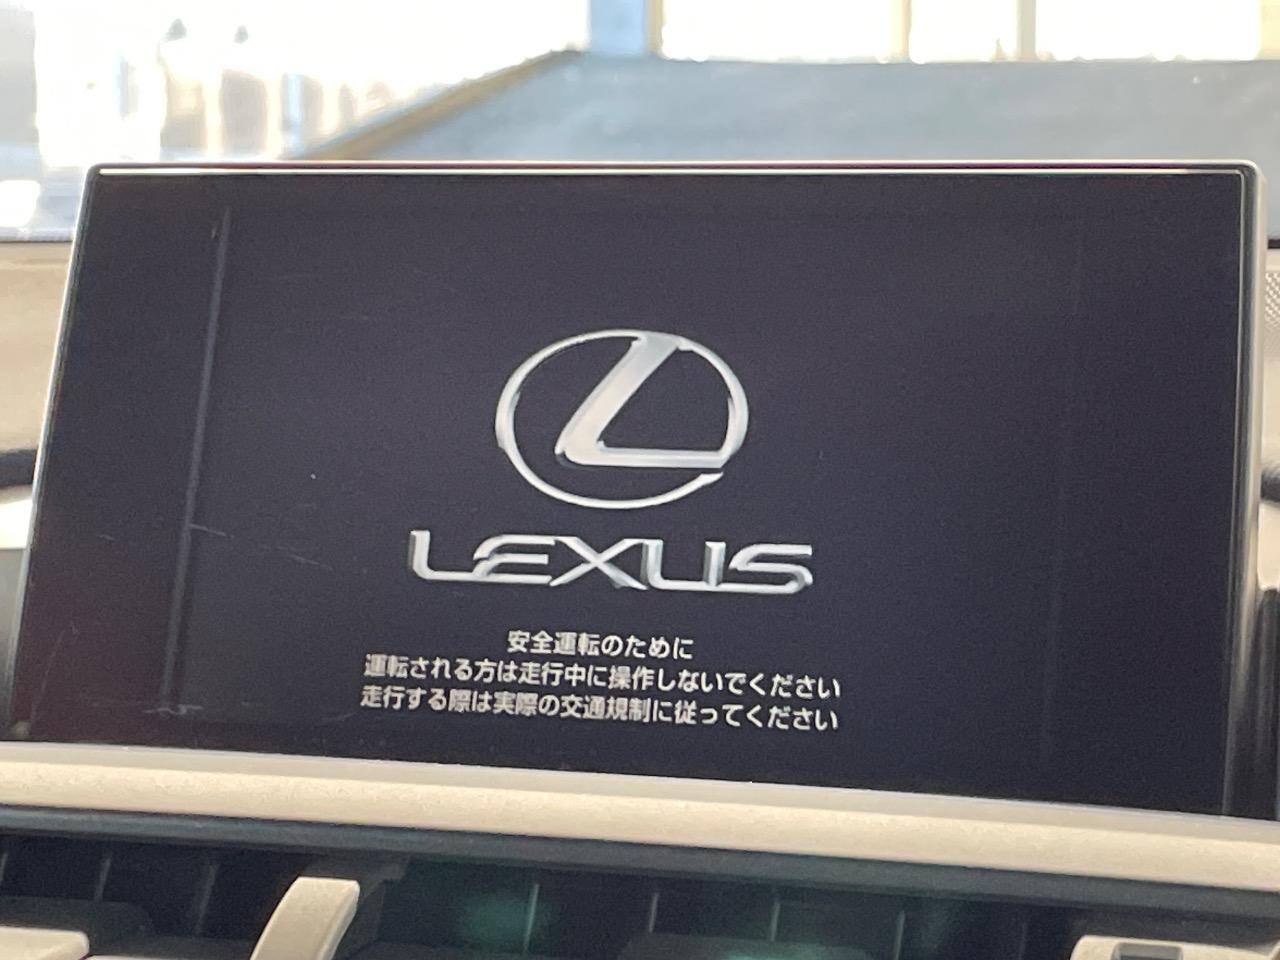 LEXUS
安全運転のために
運転される方は走行中に操作しないでください
走行する際は実際の交通規制に従ってください